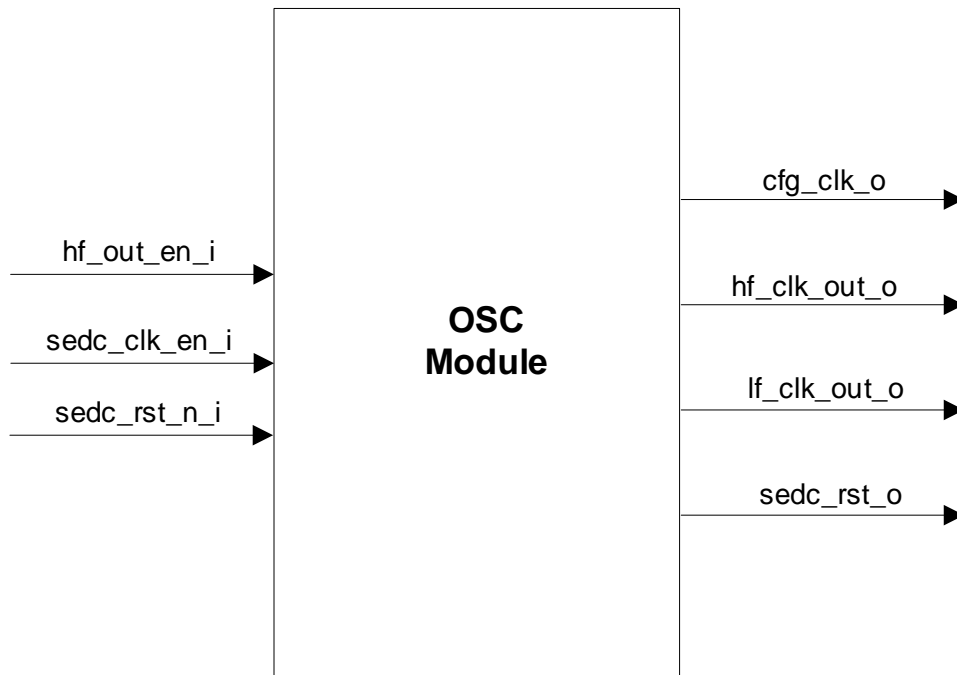 cfg_clk_o
hf_out_en_i
hf_clk_out_o
OSC
Module
sedc_clk_en_i
lf_clk_out_o
sedc_rst_n_i
sedc_rst_o